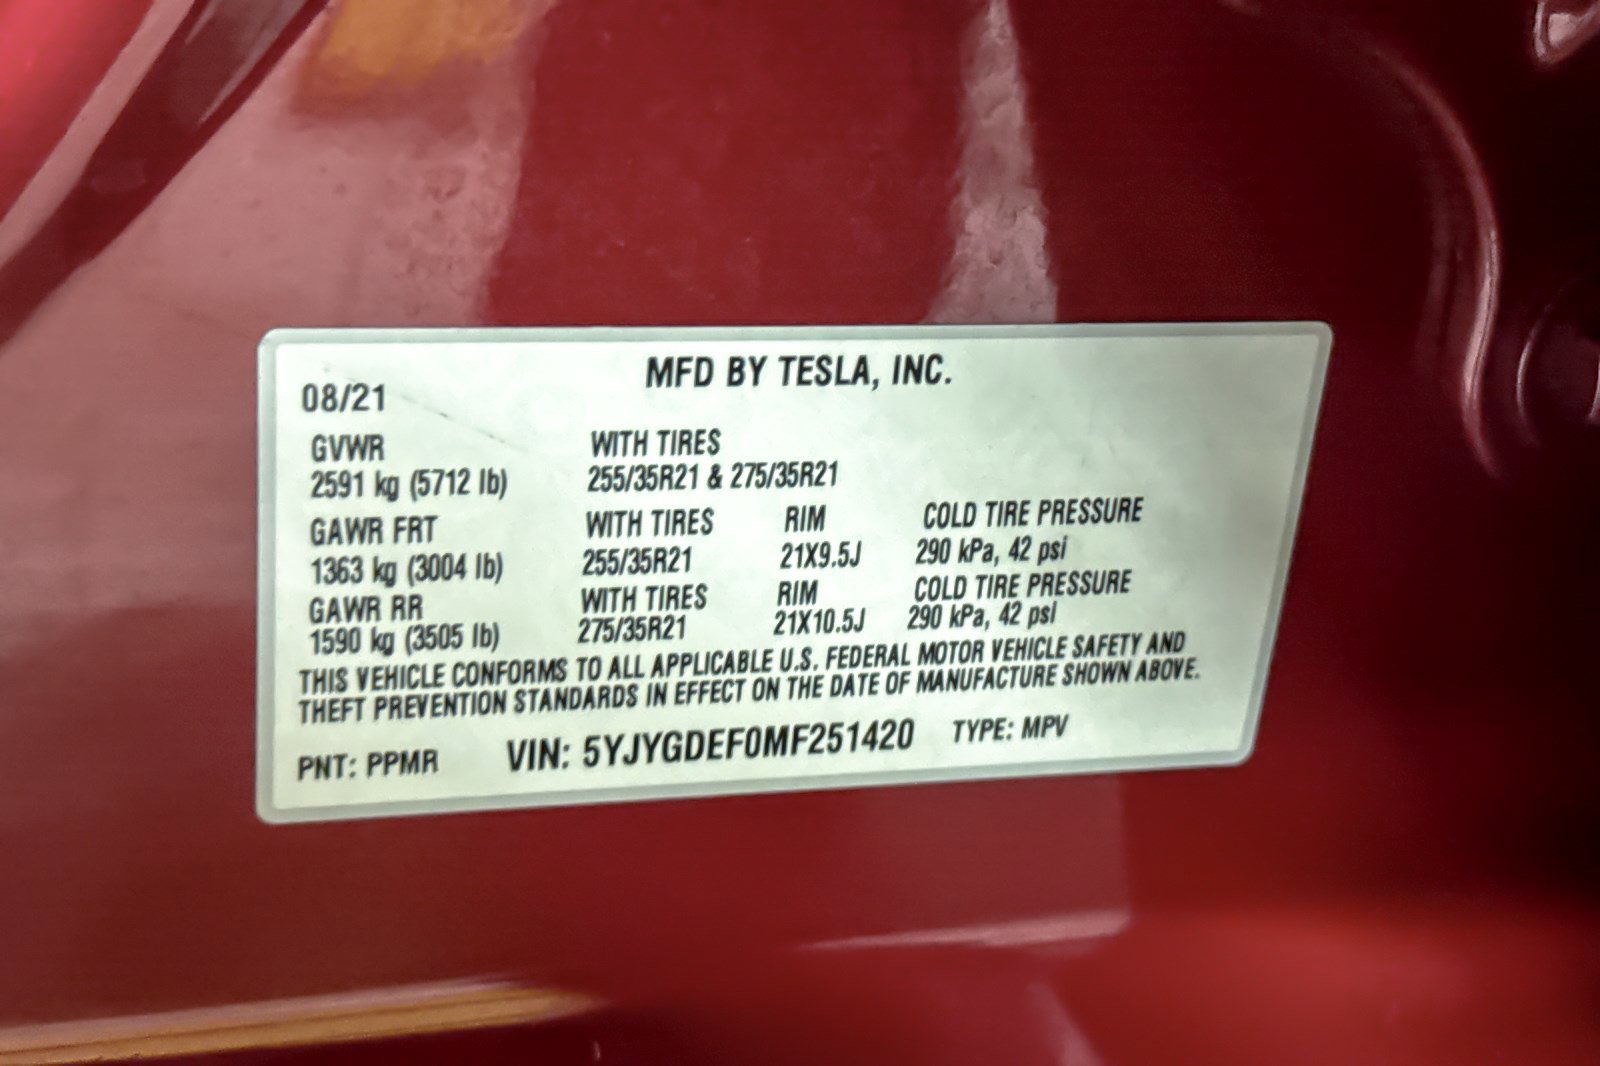 MFD BY TESLA, INC.
08/21
GVWR WITH TIRES
2591 kg (5712 lb) 255/35R21 & 275/35R21
GAWR FRT WITH TIRES RIM COLD TIRE PRESSURE
1363 kg (3004 lb) 255/35R21 21X9.5J 290 kPa, 42 psi
GAWR RR WITH TIRES RIM COLD TIRE PRESSURE
1590 kg (3505 lb) 275/35R21 21X10.5J 290 kPa, 42 psi
THIS VEHICLE CONFORMS TO ALL APPLICABLE U.S. FEDERAL MOTOR VEHICLE SAFETY AND
THEFT PREVENTION STANDARDS IN EFFECT ON THE DATE OF MANUFACTURE SHOWN ABOVE.
PNT: PPMR VIN: 5YJYGDEF0MF251420 TYPE: MPV